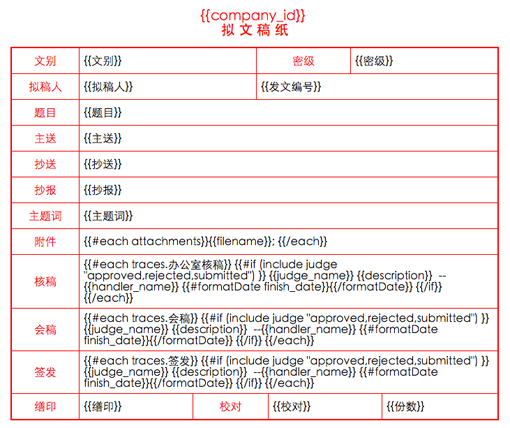 {{company_id}}
拟文稿纸
文别 {{文别}} 密级 {{密级}}
拟稿人 {{拟稿人}} {{发文编号}}
题目 {{题目}}
主送 {{主送}}
抄送 {{抄送}}
抄报 {{抄报}}
主题词 {{主题词}}
附件 {{#each attachments}}{{filename}}; {{/each}}
核稿 {{#each traces.办公室核稿}} {{#if (include judge
"approved,rejected,submitted") }} {{judge_name}} {{description}} --
{{handler_name}} {{#formatDate finish_date}}{{/formatDate}} {{/if}}
{{/each}}
会稿 {{#each traces.会稿}} {{#if (include judge "approved,rejected,submitted") }}
{{judge_name}} {{description}} --{{handler_name}} {{#formatDate
finish_date}}{{/formatDate}} {{/if}} {{/each}}
签发 {{#each traces.签发}} {{#if (include judge "approved,rejected,submitted") }}
{{judge_name}} {{description}} --{{handler_name}} {{#formatDate
finish_date}}{{/formatDate}} {{/if}} {{/each}}
缮印 {{缮印}} 校对 {{校对}} {{份数}}